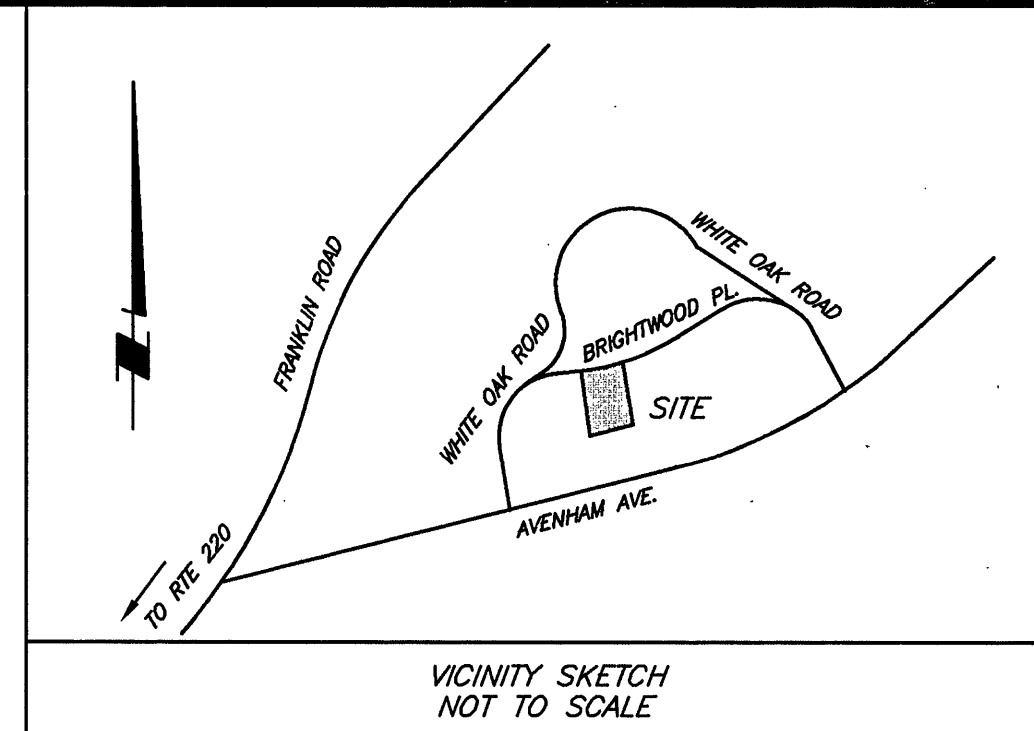 WHITE OAK ROAD
FRANKLIN ROAD
BRIGHTWOOD PL.
WHITE OAK ROAD
SITE
AVENHAM AVE.
TO RTE 220
VICINITY SKETCH
NOT TO SCALE